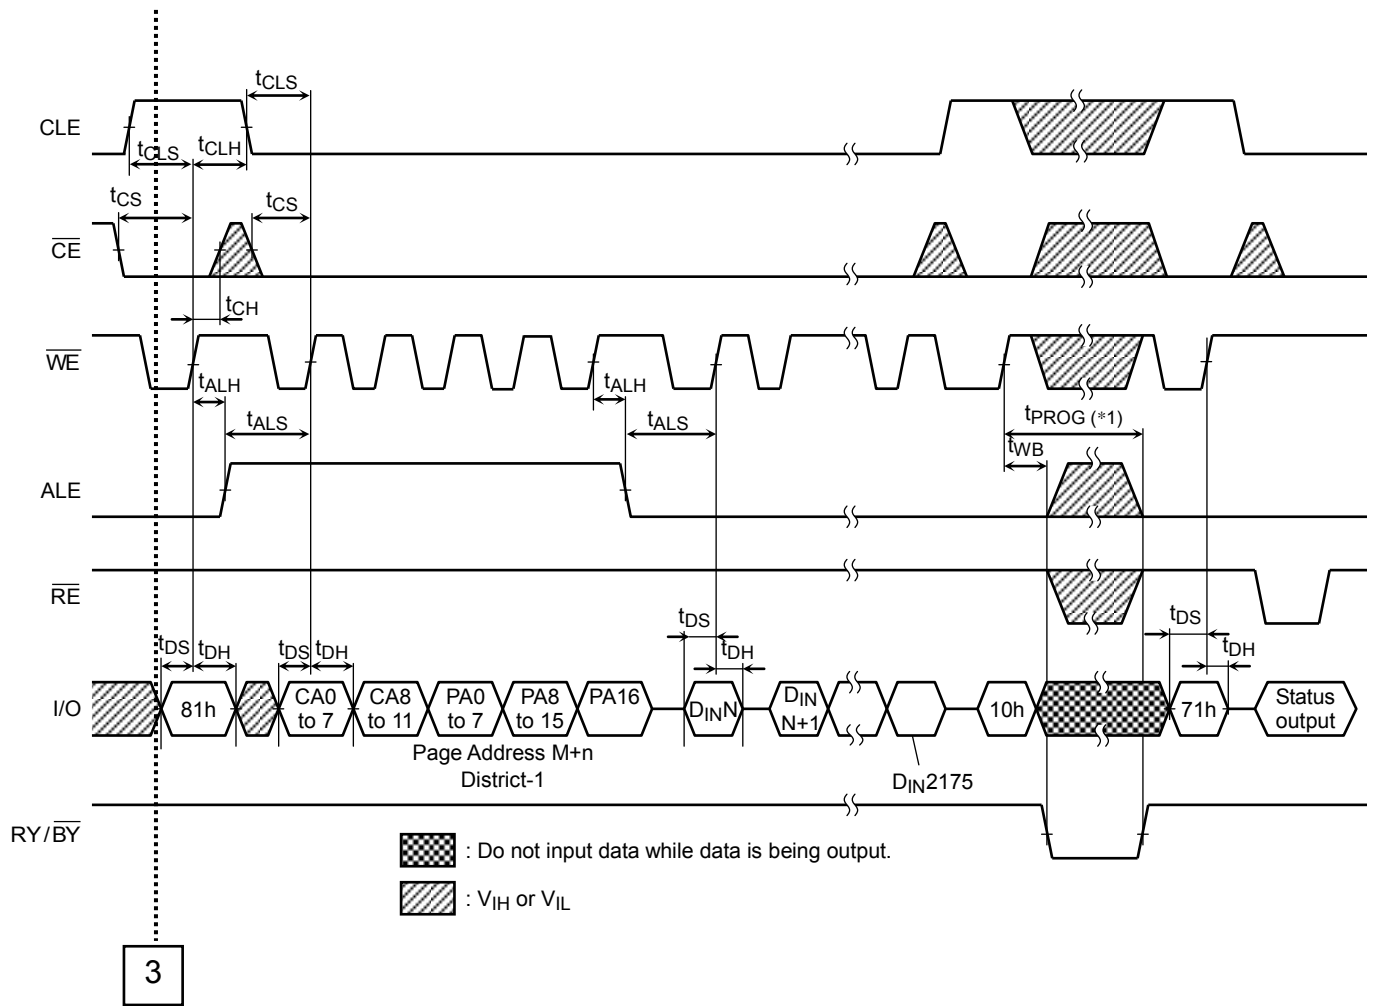 tCLS
CLE
tCLS tCLH
tCS tCS
CE
tCH
WE
tALH tALH
tALS tALS tPROG (*1)
tWB
ALE
RE
tDS tDH tDS tDH tDS tDH tDS tDH
I/O 81h CA0 to 7 CA8 to 11 PA0 to 7 PA8 to 15 PA16 DINN DIN N+1 10h 71h Status output
Page Address M+n
District-1
DIN2175
RY/BY
: Do not input data while data is being output.
: VIH or VIL
3